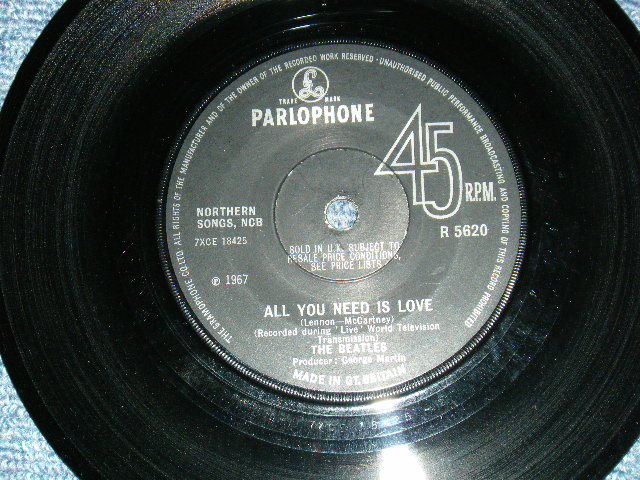 THE GRAMOPHONE CO. LTD. ALL RIGHTS OF THE MANUFACTURER AND OF THE OWNER OF THE RECORDED WORK RESERVED · UNAUTHORISED PUBLIC PERFORMANCE BROADCASTING AND COPYING OF THIS RECORD PROHIBITED
£
TRADE MARK
PARLOPHONE
45 R.P.M.
NORTHERN
SONGS, NCB
7XCE 18425
R 5620
SOLD IN U.K. SUBJECT TO
RESALE PRICE CONDITIONS,
SEE PRICE LISTS
℗ 1967
ALL YOU NEED IS LOVE
(Lennon—McCartney)
(Recorded during 'Live' World Television
Transmission)
THE BEATLES
Producer: George Martin
MADE IN GT. BRITAIN